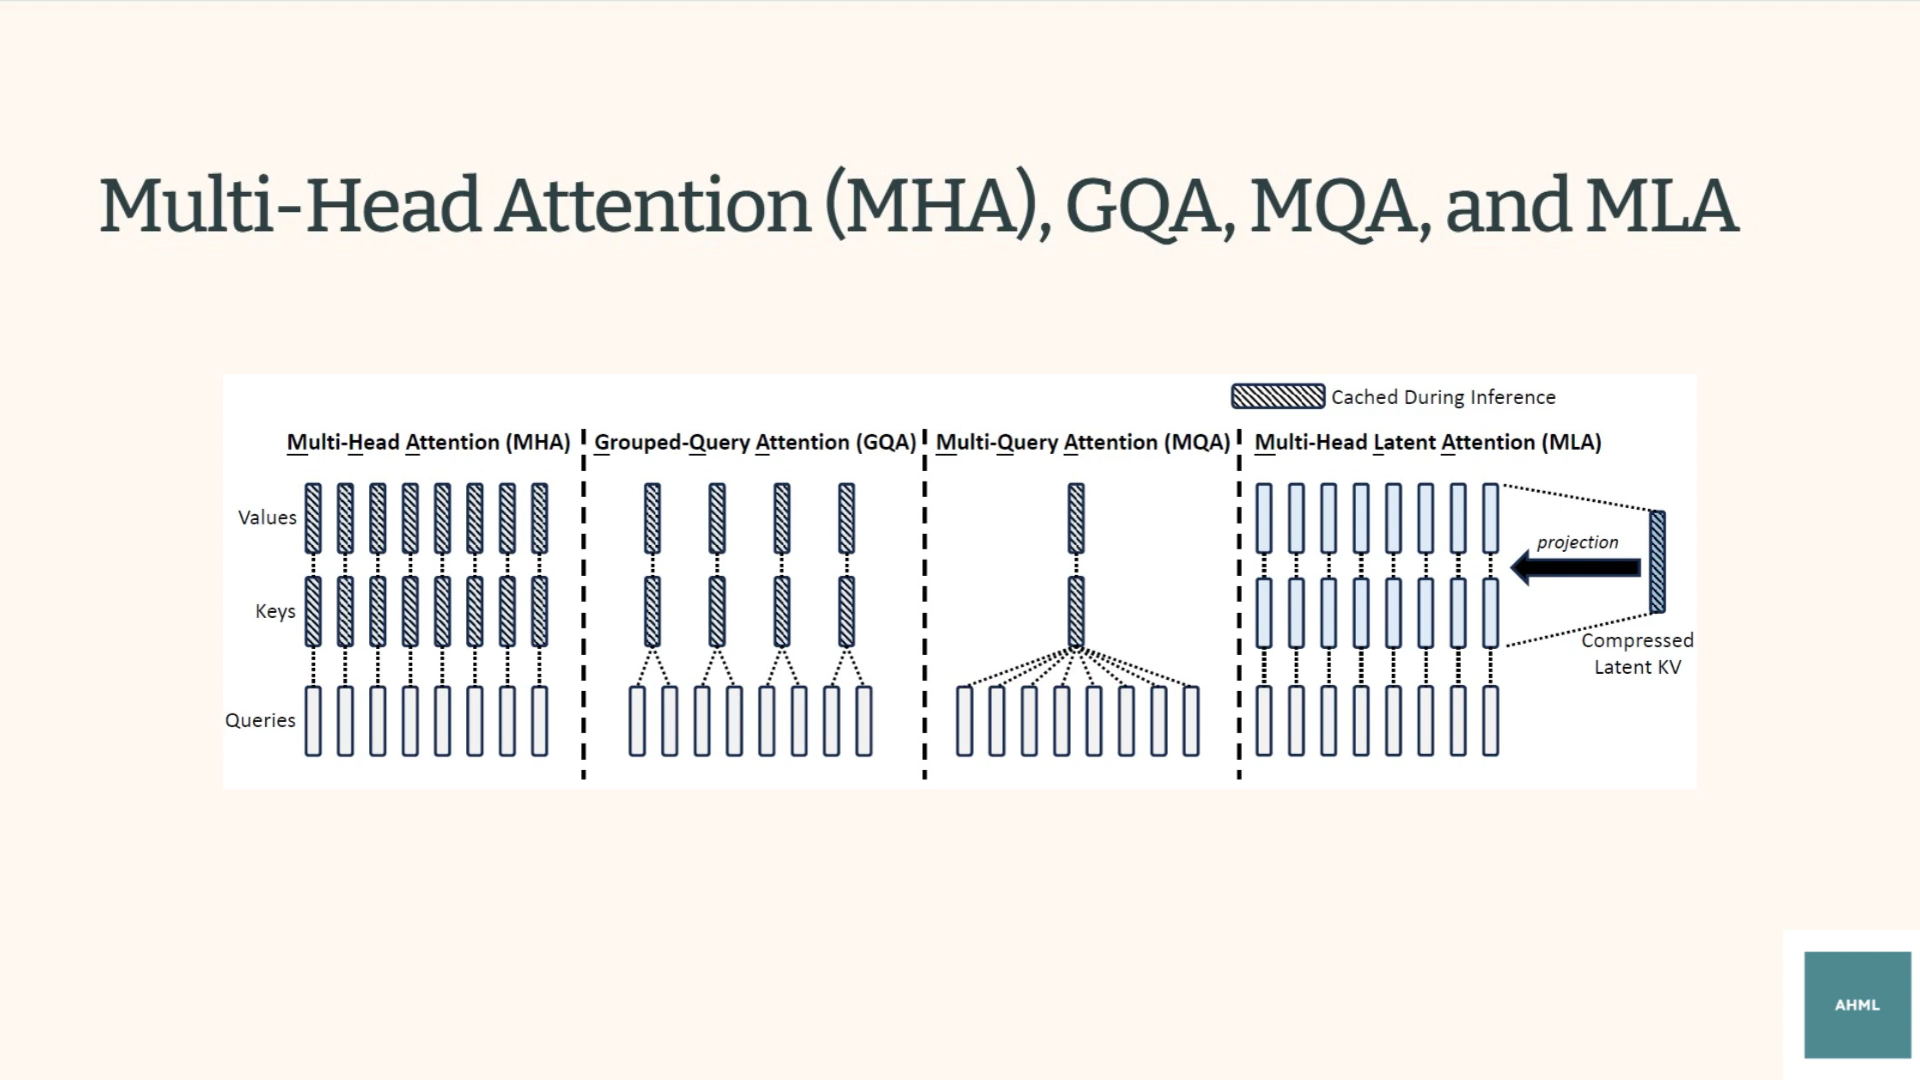 Multi-Head Attention (MHA), GQA, MQA, and MLA
Cached During Inference
Multi-Head Attention (MHA)
Grouped-Query Attention (GQA)
Multi-Query Attention (MQA)
Multi-Head Latent Attention (MLA)
Values
Keys
Queries
projection
Compressed
Latent KV
AHML